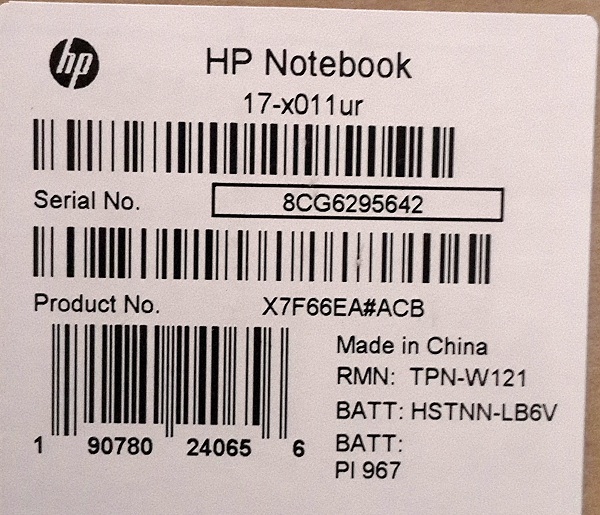 hp
HP Notebook
17-x011ur
Serial No. 8CG6295642
Product No. X7F66EA#ACB
Made in China
RMN: TPN-W121
BATT: HSTNN-LB6V
BATT:
PI 967
1 90780 24065 6